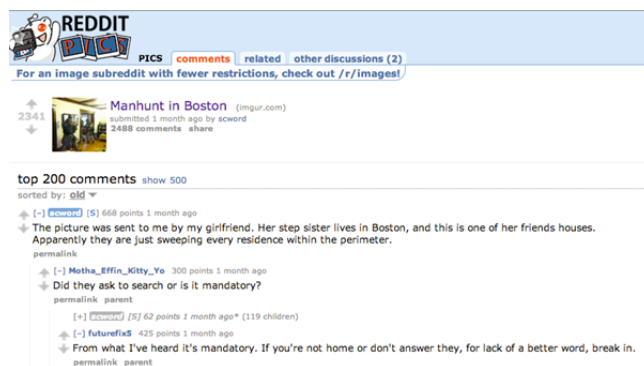 REDDIT
PICS
PICS comments related other discussions (2)
For an image subreddit with fewer restrictions, check out /r/images!
2341
Manhunt in Boston (imgur.com)
submitted 1 month ago by scword
2488 comments share
top 200 comments show 500
sorted by: old
[–] scword [S] 668 points 1 month ago
The picture was sent to me by my girlfriend. Her step sister lives in Boston, and this is one of her friends houses.
Apparently they are just sweeping every residence within the perimeter.
permalink
[–] Motha_Effin_Kitty_Yo 300 points 1 month ago
Did they ask to search or is it mandatory?
permalink parent
[+] scword [S] 62 points 1 month ago* (119 children)
[–] futurefix5 425 points 1 month ago
From what I've heard it's mandatory. If you're not home or don't answer they, for lack of a better word, break in.
permalink parent